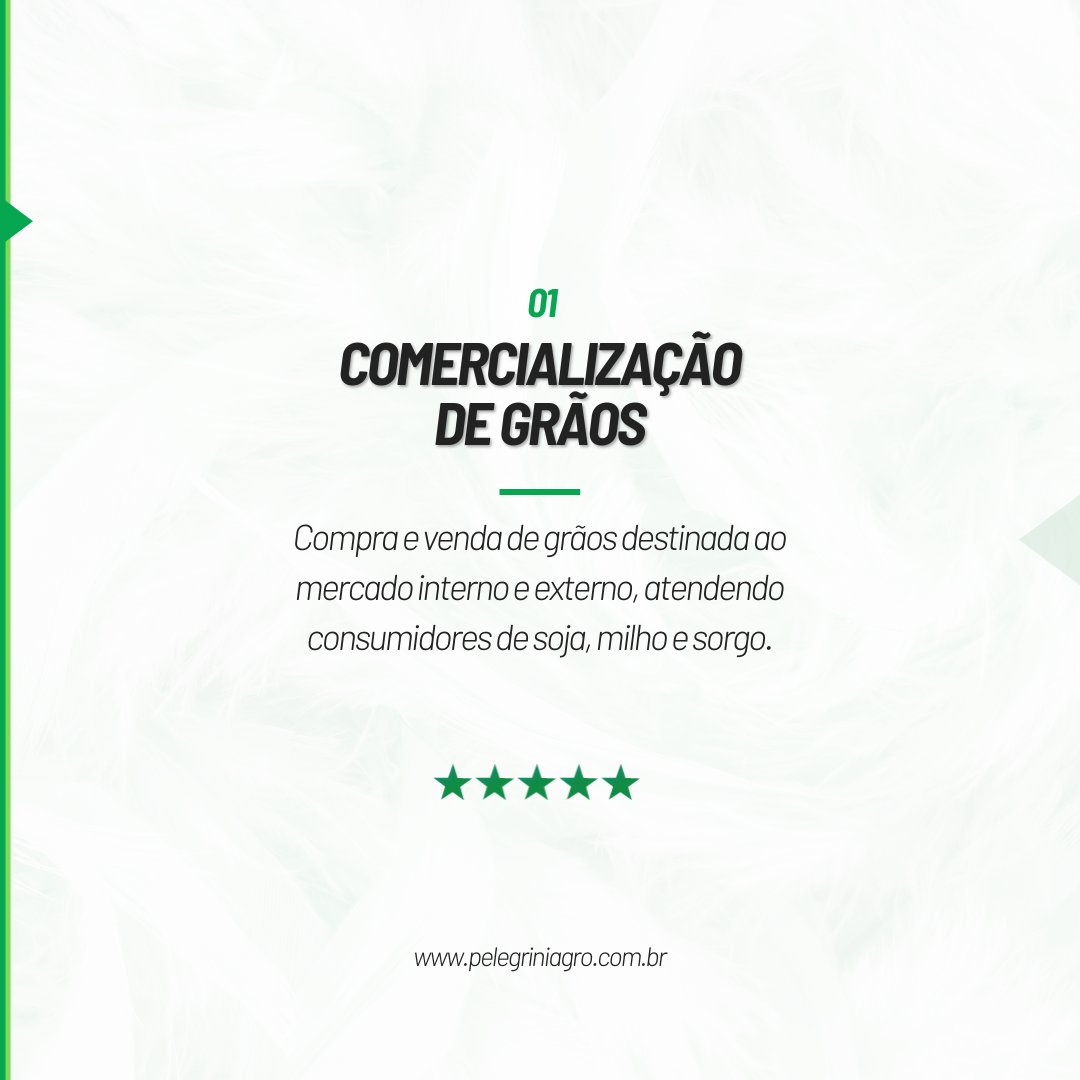 01
COMERCIALIZAÇÃO
DE GRÃOS
Compra e venda de grãos destinada ao
mercado interno e externo, atendendo
consumidores de soja, milho e sorgo.
www.pelegriniagro.com.br